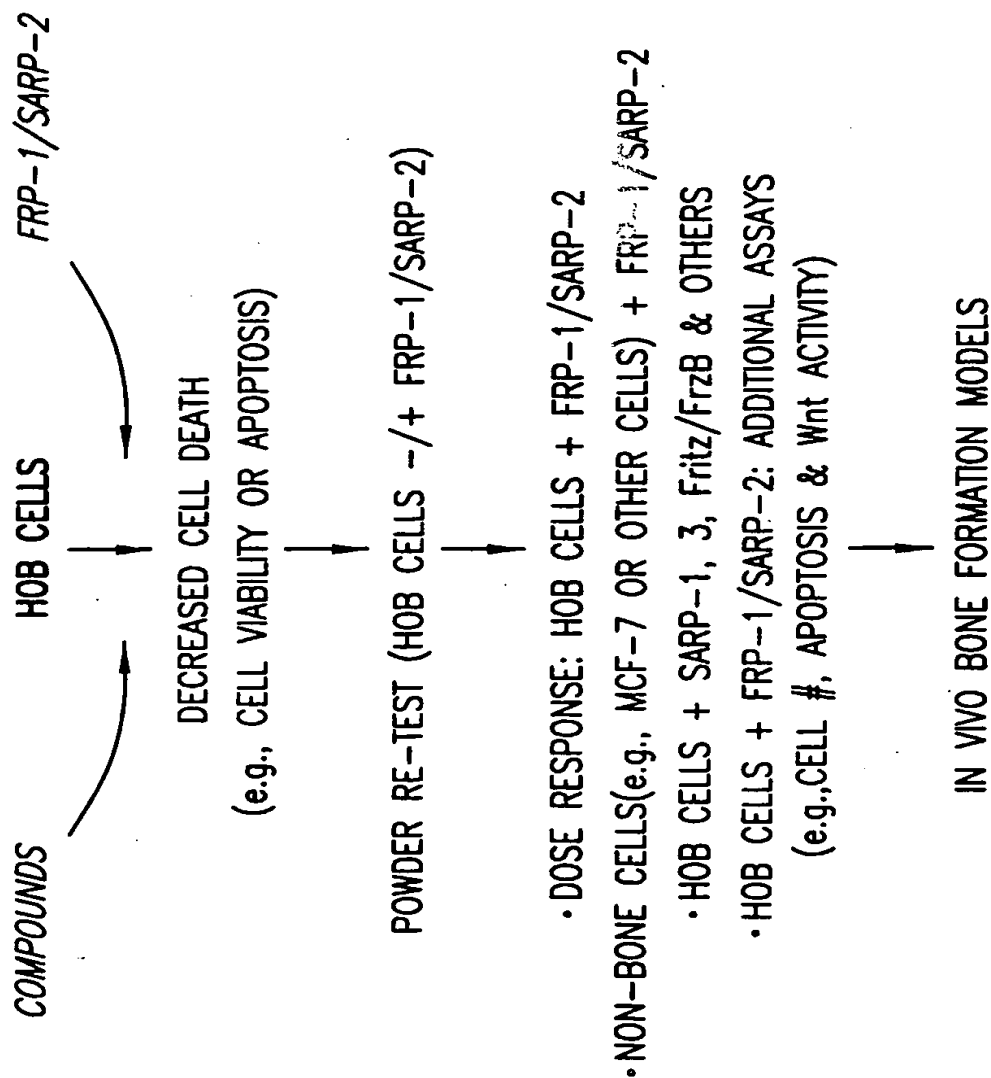 COMPOUNDS
HOB CELLS
FRP-1/SARP-2
DECREASED CELL DEATH
(e.g., CELL VIABILITY OR APOPTOSIS)
POWDER RE-TEST (HOB CELLS -/+ FRP-1/SARP-2)
·DOSE RESPONSE: HOB CELLS + FRP-1/SARP-2
·NON-BONE CELLS(e.g., MCF-7 OR OTHER CELLS) + FRP-1/SARP-2
·HOB CELLS + SARP-1, 3, Fritz/FrzB & OTHERS
·HOB CELLS + FRP-1/SARP-2: ADDITIONAL ASSAYS
(e.g.,CELL #, APOPTOSIS & Wnt ACTIVITY)
IN VIVO BONE FORMATION MODELS